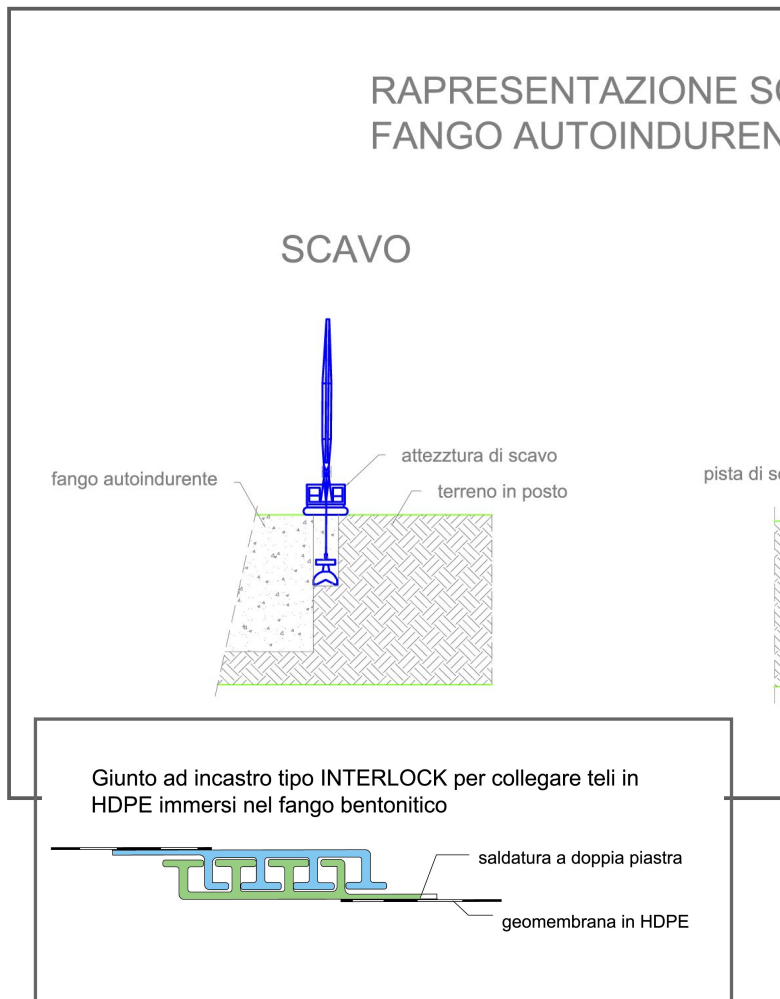 RAPRESENTAZIONE
FANGO
SCAVO
attezztura di scavo
fango autoindurente
terreno in posto
pista di
Giunto ad incastro tipo INTERLOCK per collegare teli in
HDPE immersi nel fango bentonitico
saldatura a doppia piastra
geomembrana in HDPE